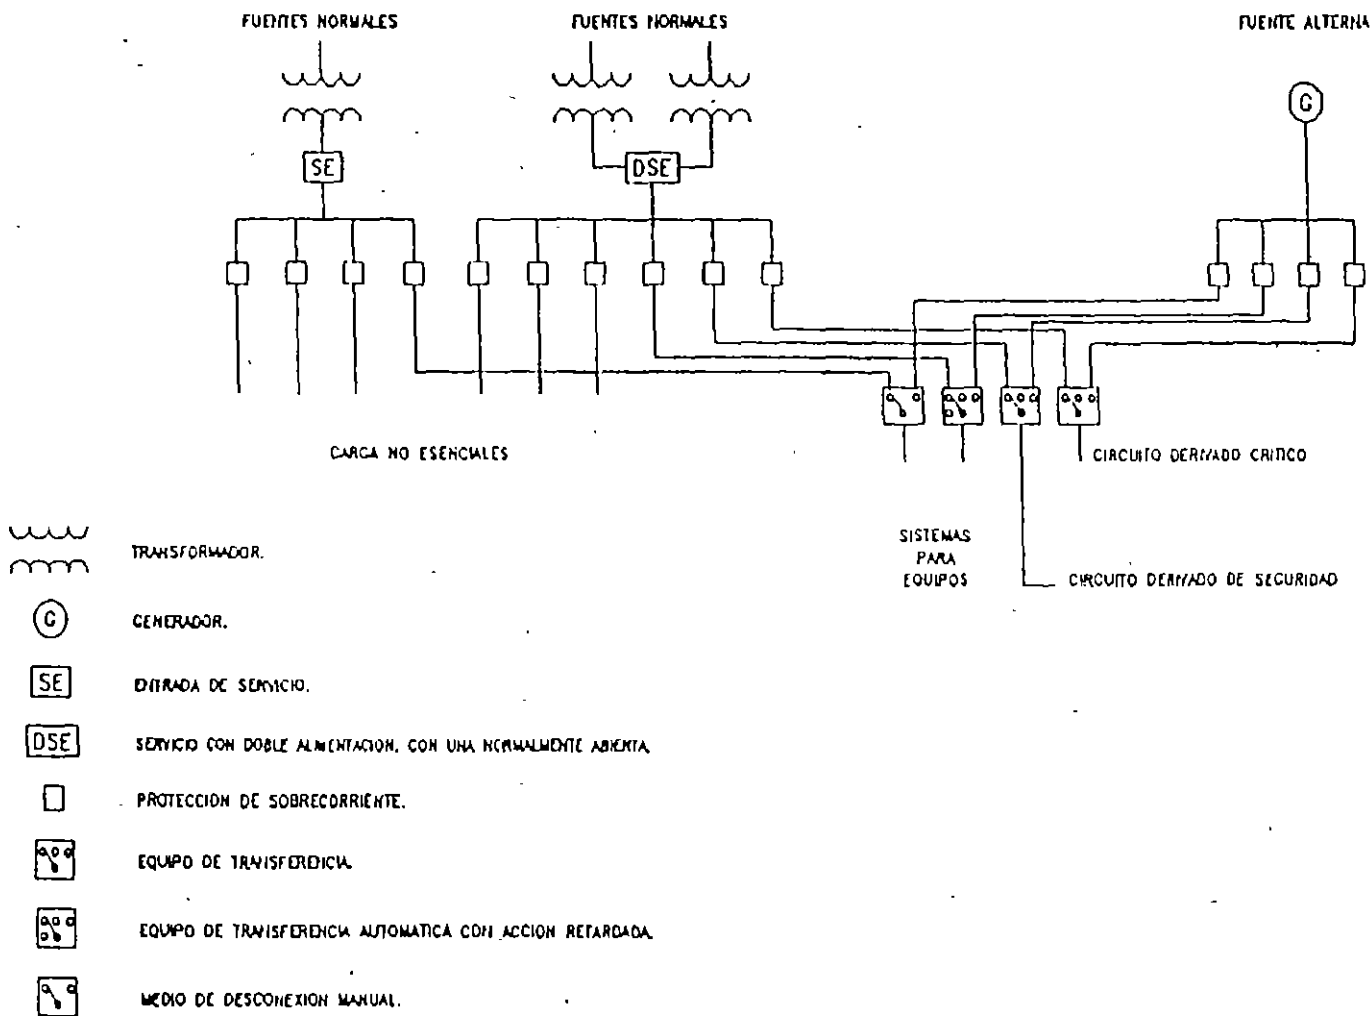 FUENTES NORMALES
FUENTES NORMALES
FUENTE ALTERNA
G
SE
DSE
CARGA NO ESENCIALES
CIRCUITO DERIVADO CRITICO
SISTEMAS
PARA
EQUIPOS
CIRCUITO DERIVADO DE SEGURIDAD
TRANSFORMADOR.
G
GENERADOR.
SE
ENTRADA DE SERVICIO.
DSE
SERVICIO CON DOBLE ALIMENTACION, CON UNA NORMALMENTE ABIERTA.
PROTECCION DE SOBRECORRIENTE.
EQUIPO DE TRANSFERENCIA.
EQUIPO DE TRANSFERENCIA AUTOMATICA CON ACCION RETARDADA.
MEDIO DE DESCONEXION MANUAL.